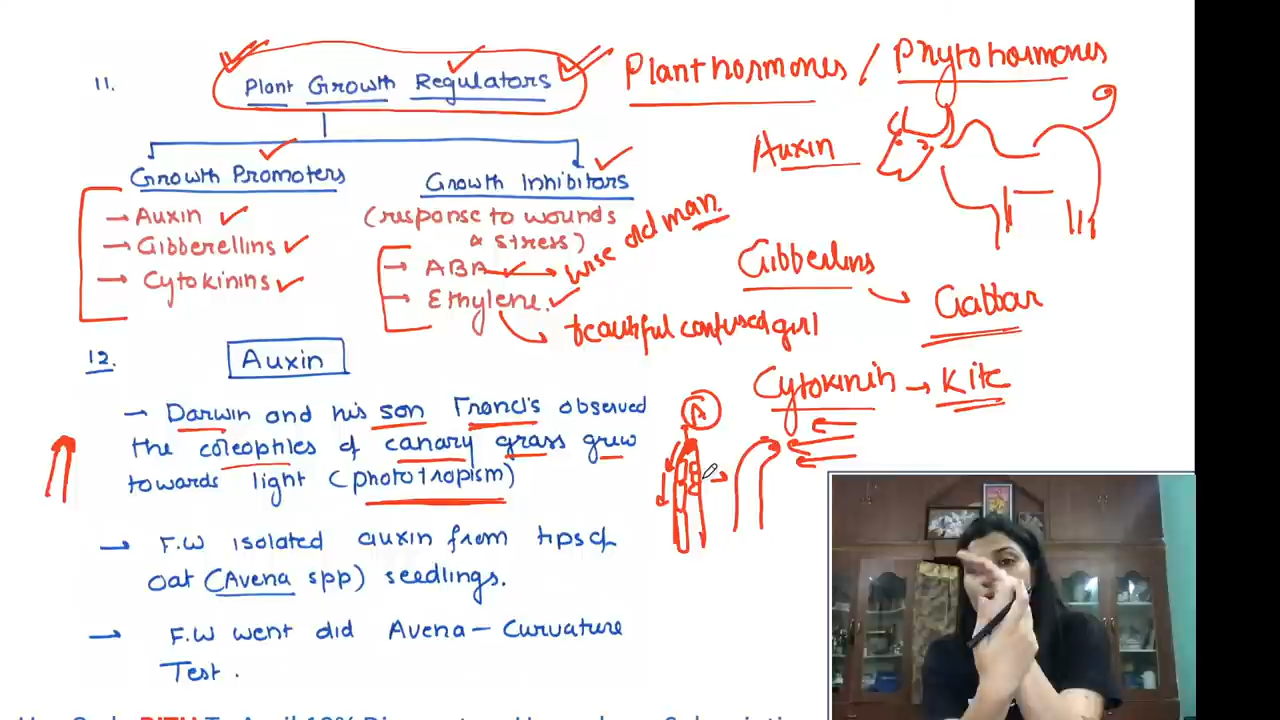 11.
Plant Growth Regulators
Plant hormones / Phytohormones
Auxin
Growth Promoters
Growth Inhibitors
→ Auxin
→ Gibberellins
→ Cytokinins
(response to wounds
& stress)
→ ABA → wise old man.
→ Ethylene.
beautiful confused girl
Gibberlins
Gabbar
Cytokinin → Kite
12.
Auxin
A
→ Darwin and his son Francis observed
the coleoptiles of canary grass grew
towards light (phototropism)
→ F.W isolated auxin from tips of
oat (Avena spp) seedlings.
→ F.W went did Avena - Curvature
Test.